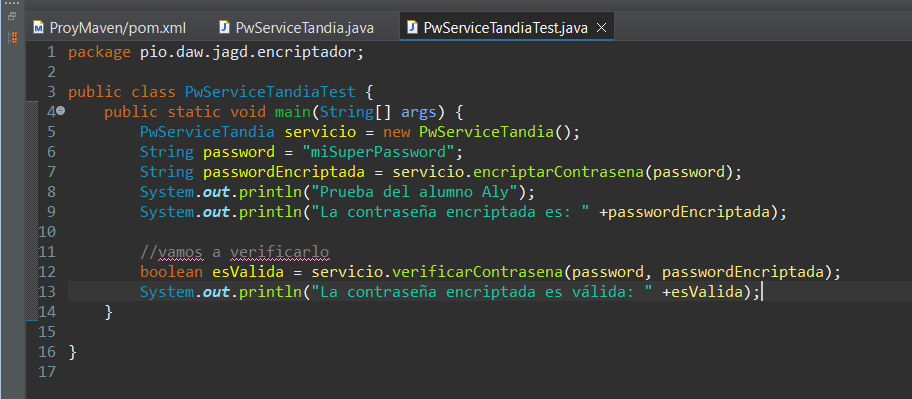 ProyMaven/pom.xml PwServiceTandia.java PwServiceTandiaTest.java
1 package pio.daw.jagd.encriptador;
2
3 public class PwServiceTandiaTest {
4 public static void main(String[] args) {
5 PwServiceTandia servicio = new PwServiceTandia();
6 String password = "miSuperPassword";
7 String passwordEncriptada = servicio.encriptarContrasena(password);
8 System.out.println("Prueba del alumno Aly");
9 System.out.println("La contraseña encriptada es: " +passwordEncriptada);
10
11 //vamos a verificarlo
12 boolean esValida = servicio.verificarContrasena(password, passwordEncriptada);
13 System.out.println("La contraseña encriptada es válida: " +esValida);
14 }
15
16 }
17